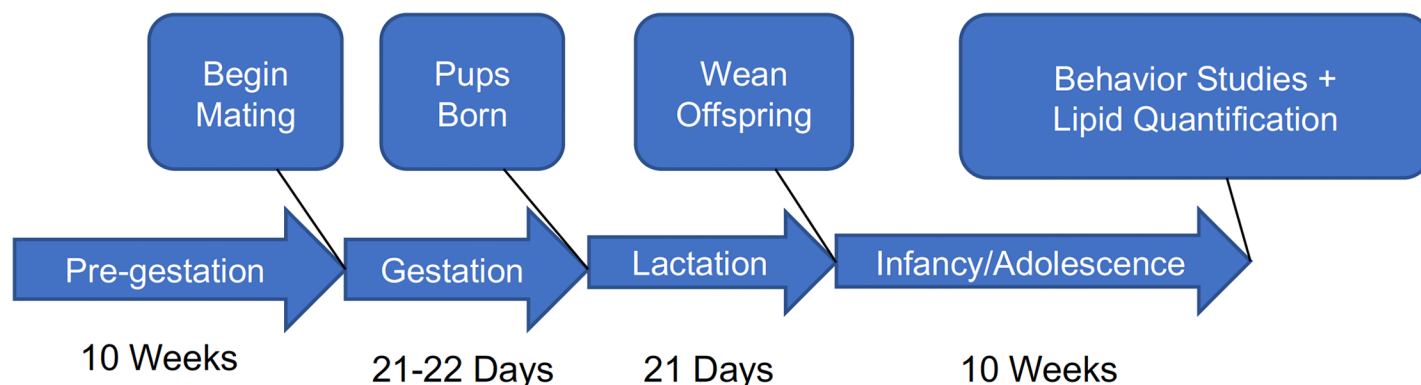 Begin
Mating
Pups
Born
Wean
Offspring
Behavior Studies +
Lipid Quantification
Pre-gestation
Gestation
Lactation
Infancy/Adolescence
10 Weeks
21-22 Days
21 Days
10 Weeks